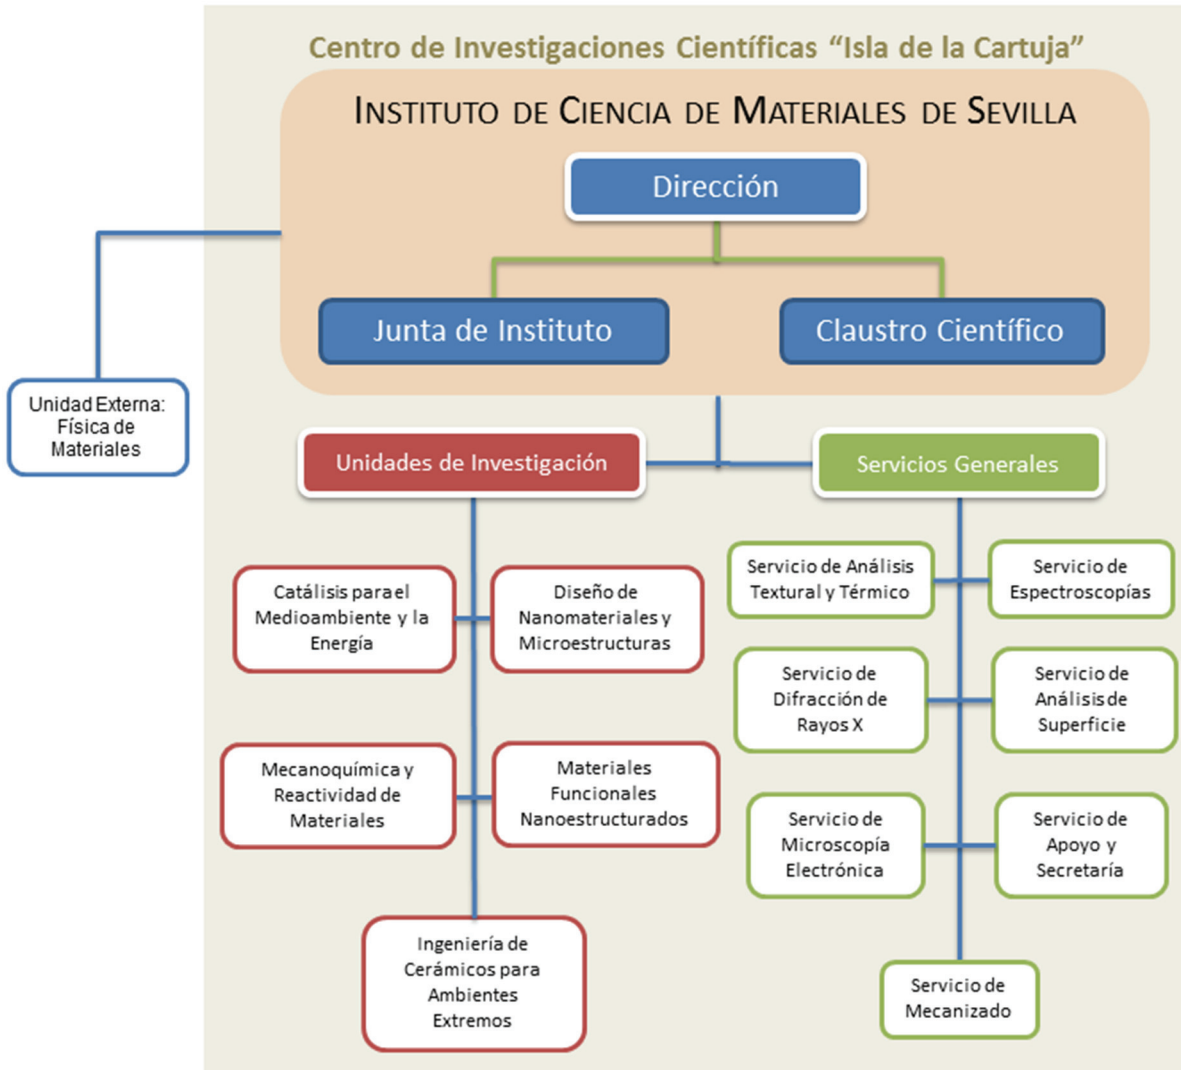 Centro de Investigaciones Científicas “Isla de la Cartuja”
INSTITUTO DE CIENCIA DE MATERIALES DE SEVILLA
Dirección
Junta de Instituto
Claustro Científico
Unidad Externa:
Física de
Materiales
Unidades de Investigación
Servicios Generales
Catálisis para el
Medioambiente y la
Energía
Diseño de
Nanomateriales y
Microestructuras
Mecanoquímica y
Reactividad de
Materiales
Materiales
Funcionales
Nanoestructurados
Ingeniería de
Cerámicos para
Ambientes
Extremos
Servicio de Análisis
Textural y Térmico
Servicio de
Espectroscopías
Servicio de
Difracción de
Rayos X
Servicio de
Análisis de
Superficie
Servicio de
Microscopía
Electrónica
Servicio de
Apoyo y
Secretaría
Servicio de
Mecanizado